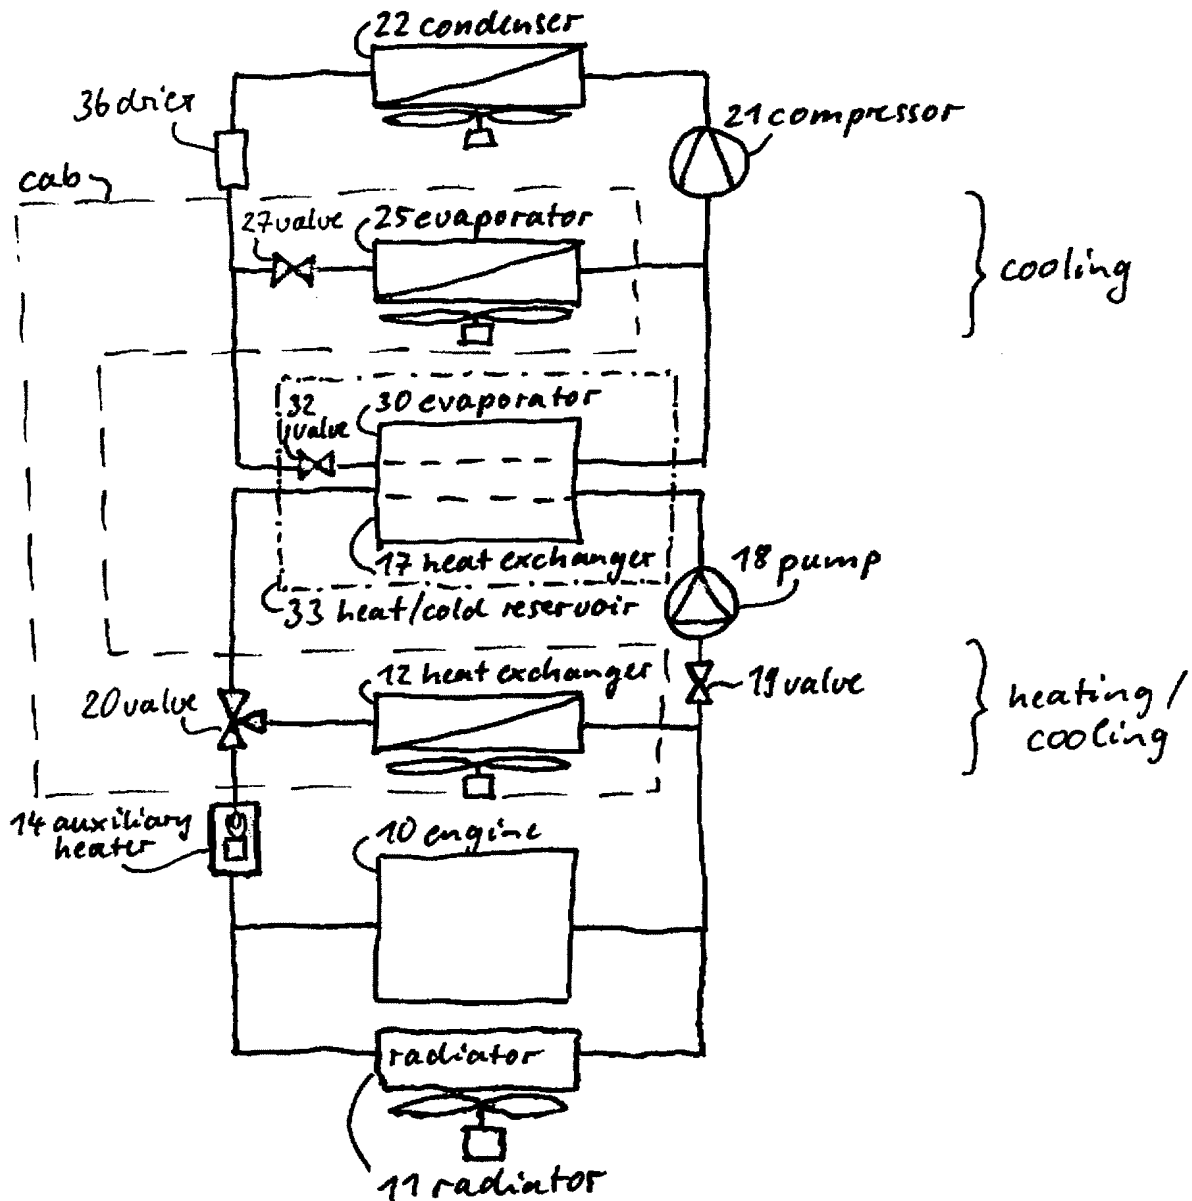 22 condenser
36 drier
21 compressor
cab
27 valve
25 evaporator
cooling
32
valve
30 evaporator
17 heat exchanger
18 pump
33 heat/cold reservoir
12 heat exchanger
20 valve
19 valve
heating/
cooling
14 auxiliary
heater
10 engine
radiator
11 radiator